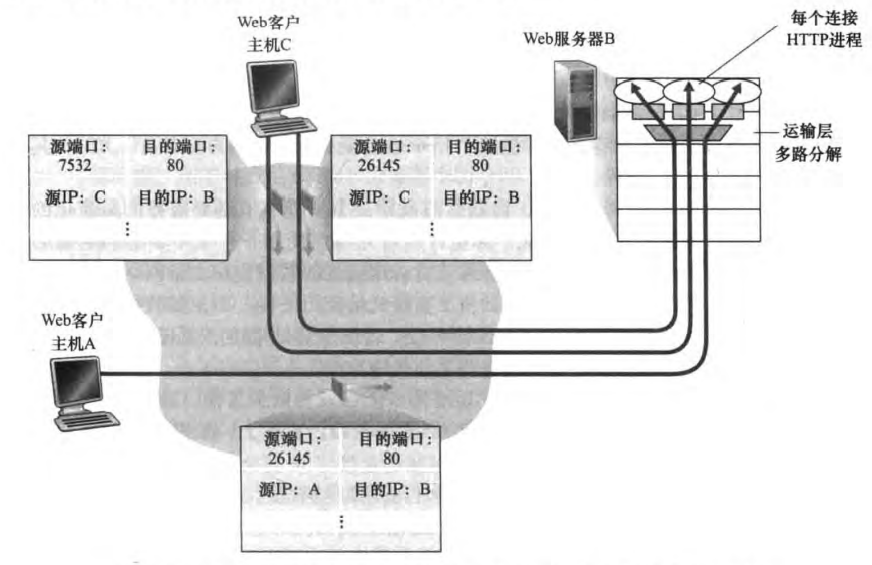 Web客户
主机C
Web服务器B
每个连接
HTTP进程
运输层
多路分解
源端口: 目的端口:
7532 80
源IP: C 目的IP: B
⋮
源端口: 目的端口:
26145 80
源IP: C 目的IP: B
⋮
Web客户
主机A
源端口: 目的端口:
26145 80
源IP: A 目的IP: B
⋮